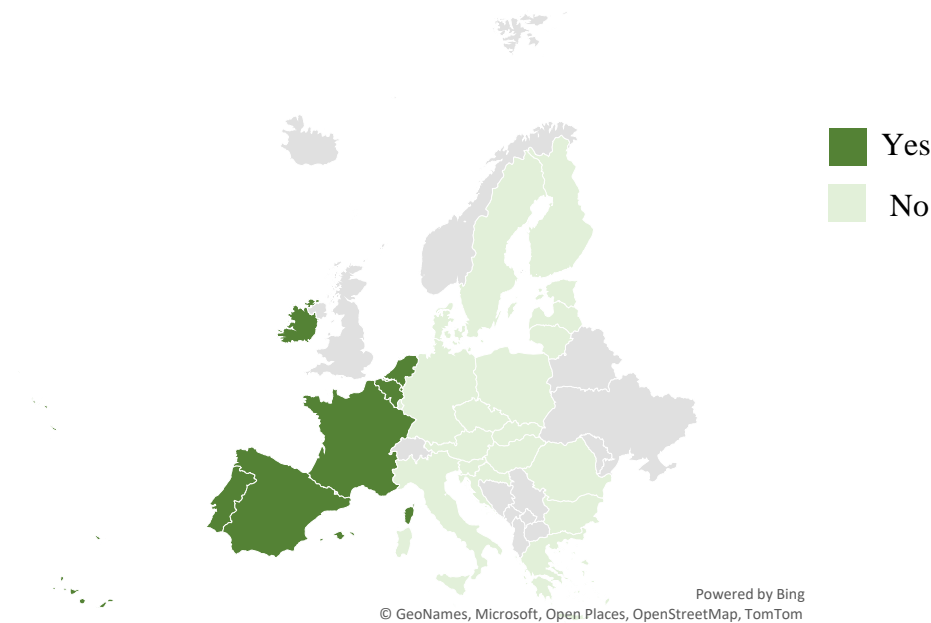 Yes
No
Powered by Bing
© GeoNames, Microsoft, Open Places, OpenStreetMap, TomTom